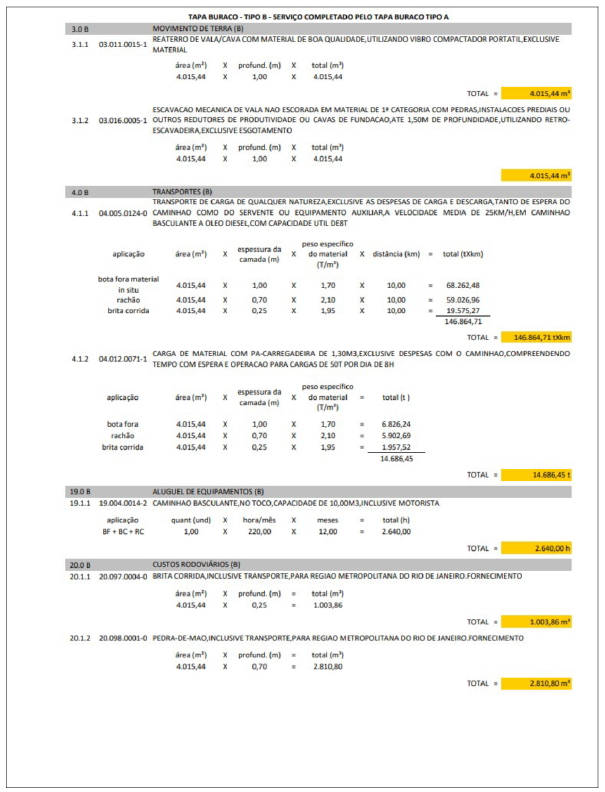 TAPA BURACO - TIPO B - SERVIÇO COMPLETADO PELO TAPA BURACO TIPO A
3.0 B MOVIMENTO DE TERRA (B)
3.1.1 03.011.0015-1 REATERRO DE VALA/CAVA COM MATERIAL DE BOA QUALIDADE,UTILIZANDO VIBRO COMPACTADOR PORTATIL,EXCLUSIVE
MATERIAL
área (m²) X profund. (m) X total (m³)
4.015,44 X 1,00 X 4.015,44
TOTAL = 4.015,44 m³
3.1.2 03.016.0005-1 ESCAVACAO MECANICA DE VALA NAO ESCORADA EM MATERIAL DE 1ª CATEGORIA COM PEDRAS,INSTALACOES PREDIAIS OU
OUTROS REDUTORES DE PRODUTIVIDADE OU CAVAS DE FUNDACAO,ATE 1,50M DE PROFUNDIDADE,UTILIZANDO RETRO-
ESCAVADEIRA,EXCLUSIVE ESGOTAMENTO
área (m²) X profund. (m) X total (m³)
4.015,44 X 1,00 X 4.015,44
4.015,44 m³
4.0 B TRANSPORTES (B)
4.1.1 04.005.0124-0 TRANSPORTE DE CARGA DE QUALQUER NATUREZA,EXCLUSIVE AS DESPESAS DE CARGA E DESCARGA,TANTO DE ESPERA DO
CAMINHAO COMO DO SERVENTE OU EQUIPAMENTO AUXILIAR,A VELOCIDADE MEDIA DE 25KM/H,EM CAMINHAO
BASCULANTE A OLEO DIESEL,COM CAPACIDADE UTIL DE8T
aplicação área (m²) X espessura da camada (m) X peso específico do material (T/m³) X distância (km) = total (tXkm)
bota fora material in situ 4.015,44 X 1,00 X 1,70 X 10,00 = 68.262,48
rachão 4.015,44 X 0,70 X 2,10 X 10,00 = 59.026,96
brita corrida 4.015,44 X 0,25 X 1,95 X 10,00 = 19.575,27
146.864,71
TOTAL = 146.864,71 tXkm
4.1.2 04.012.0071-1 CARGA DE MATERIAL COM PA-CARREGADEIRA DE 1,30M3,EXCLUSIVE DESPESAS COM O CAMINHAO,COMPREENDENDO
TEMPO COM ESPERA E OPERACAO PARA CARGAS DE 50T POR DIA DE 8H
aplicação área (m²) X espessura da camada (m) X peso específico do material (T/m³) = total (t )
bota fora 4.015,44 X 1,00 X 1,70 = 6.826,24
rachão 4.015,44 X 0,70 X 2,10 = 5.902,69
brita corrida 4.015,44 X 0,25 X 1,95 = 1.957,52
14.686,45
TOTAL = 14.686,45 t
19.0 B ALUGUEL DE EQUIPAMENTOS (B)
19.1.1 19.004.0014-2 CAMINHAO BASCULANTE,NO TOCO,CAPACIDADE DE 10,00M3,INCLUSIVE MOTORISTA
aplicação quant (und) X hora/mês X meses = total (h)
BF + BC + RC 1,00 X 220,00 X 12,00 = 2.640,00
TOTAL = 2.640,00 h
20.0 B CUSTOS RODOVIÁRIOS (B)
20.1.1 20.097.0004-0 BRITA CORRIDA,INCLUSIVE TRANSPORTE,PARA REGIAO METROPOLITANA DO RIO DE JANEIRO.FORNECIMENTO
área (m²) X profund. (m) = total (m³)
4.015,44 X 0,25 = 1.003,86
TOTAL = 1.003,86 m³
20.1.2 20.098.0001-0 PEDRA-DE-MAO,INCLUSIVE TRANSPORTE,PARA REGIAO METROPOLITANA DO RIO DE JANEIRO.FORNECIMENTO
área (m²) X profund. (m) = total (m³)
4.015,44 X 0,70 = 2.810,80
TOTAL = 2.810,80 m³